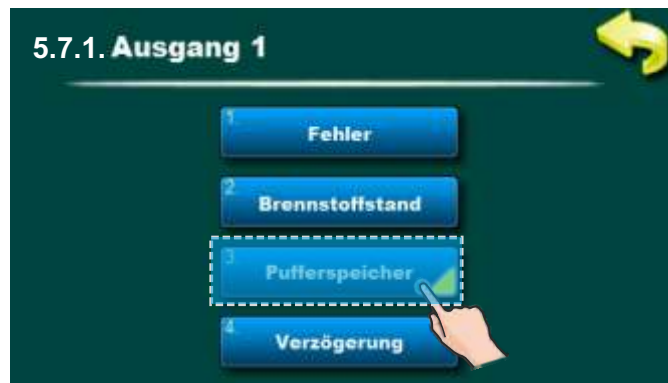 5.7.1. Ausgang 1
1
Fehler
2
Brennstoffstand
3
Pufferspeicher
4
Verzögerung